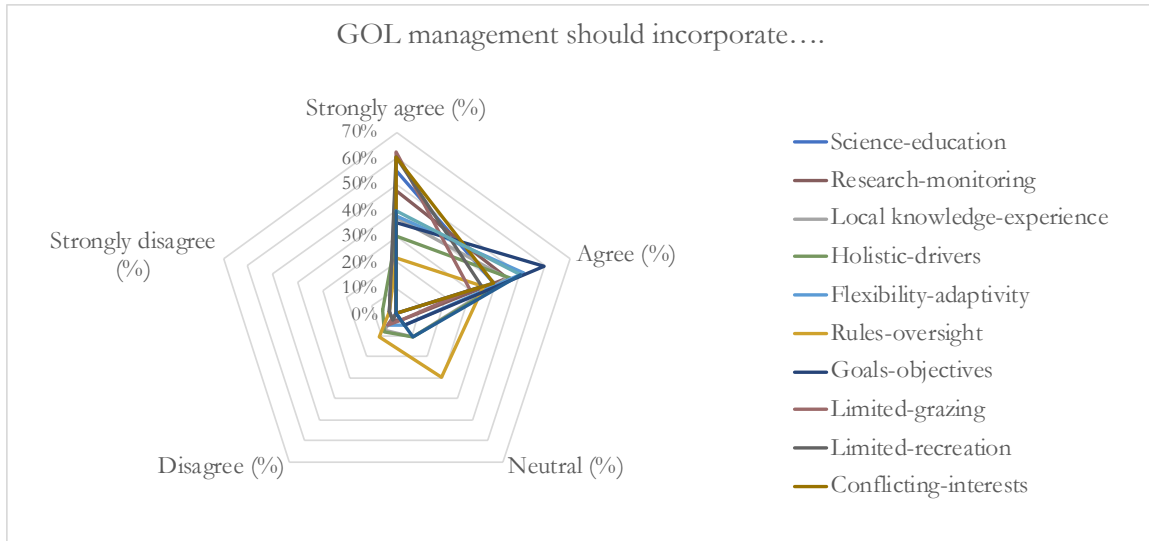 GOL management should incorporate….
Strongly agree (%)
70%
60%
50%
40%
30%
20%
10%
0%
Agree (%)
Neutral (%)
Disagree (%)
Strongly disagree
(%)
Science-education
Research-monitoring
Local knowledge-experience
Holistic-drivers
Flexibility-adaptivity
Rules-oversight
Goals-objectives
Limited-grazing
Limited-recreation
Conflicting-interests